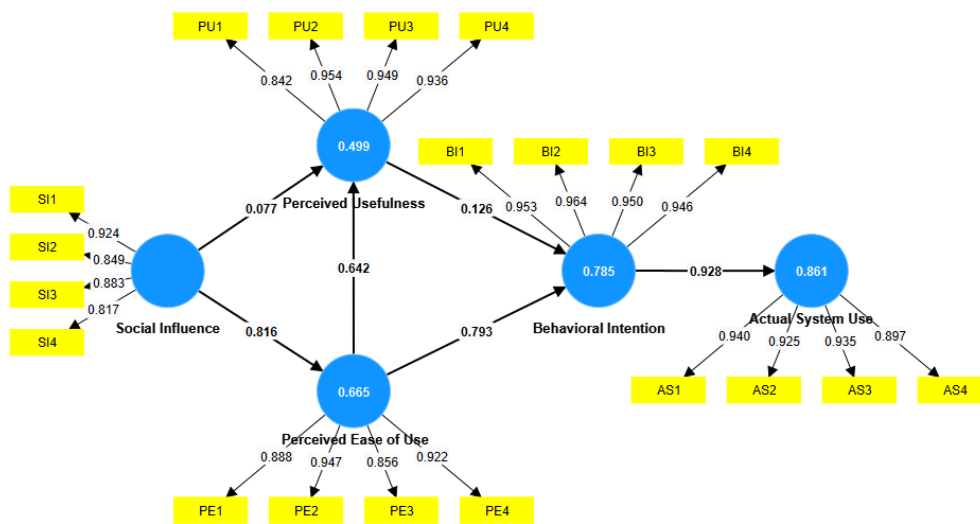 PU1 PU2 PU3 PU4
0.842 0.954 0.949 0.936
0.499
Perceived Usefulness
BI1 BI2 BI3 BI4
0.953 0.964 0.950 0.946
SI1
SI2
SI3
SI4
0.924
0.849
0.883
0.817
Social Influence
0.077
0.642
0.816
0.126
0.793
0.785
Behavioral Intention
0.928
0.861
Actual System Use
0.940 0.925 0.935 0.897
AS1 AS2 AS3 AS4
0.665
Perceived Ease of Use
0.888 0.947 0.856 0.922
PE1 PE2 PE3 PE4